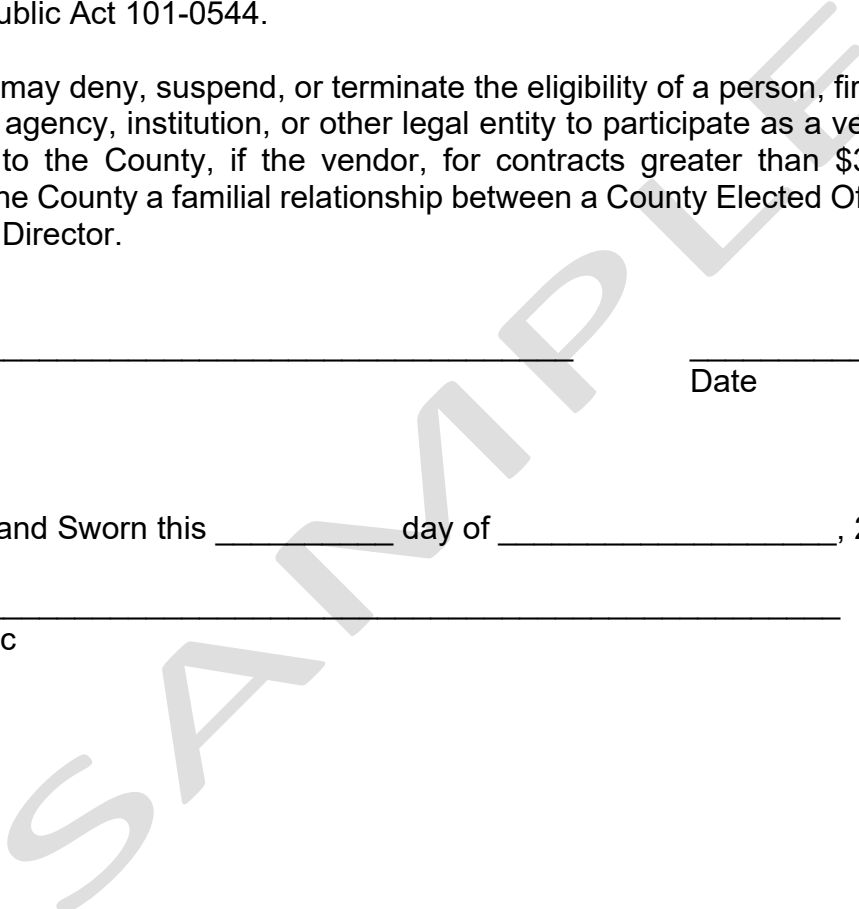 ublic Act 101-0544.
may deny, suspend, or terminate the eligibility of a person, fir
agency, institution, or other legal entity to participate as a ve
to the County, if the vendor, for contracts greater than $3
he County a familial relationship between a County Elected Of
Director.
Date
and Sworn this __________ day of ___________________, 2
c
SAMPLE